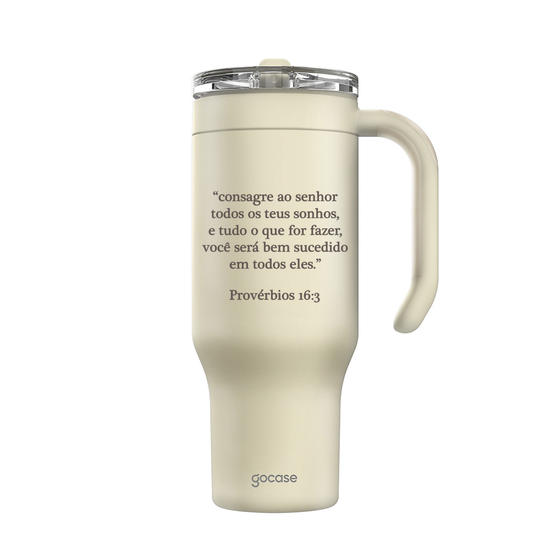 “consagre ao senhor
todos os teus sonhos,
e tudo o que for fazer,
você será bem sucedido
em todos eles.”
Provérbios 16:3
gocase